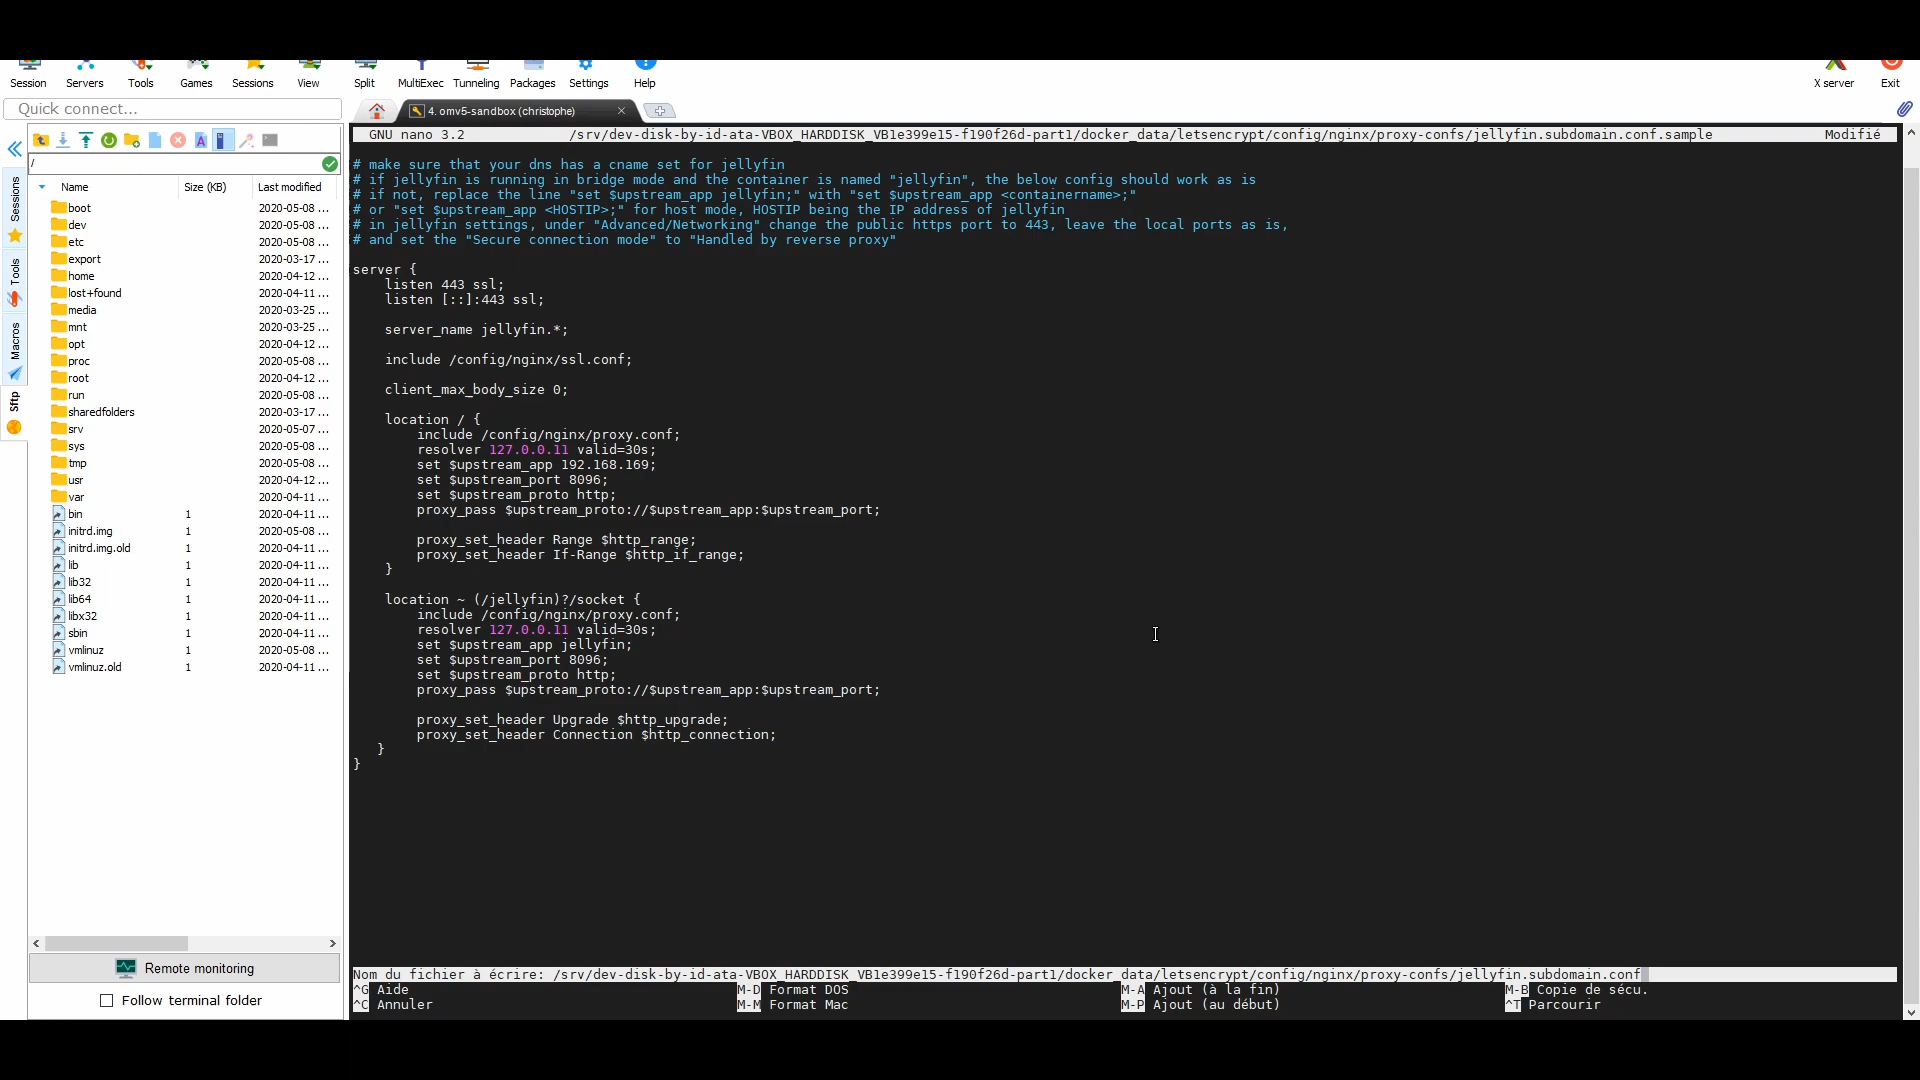 Session Servers Tools Games Sessions View Split MultiExec Tunneling Packages Settings Help X server Exit
Quick connect...
4. omv5-sandbox (christophe)
/
Name Size (KB) Last modified
boot 2020-05-08 ...
dev 2020-05-08 ...
etc 2020-05-08 ...
export 2020-03-17 ...
home 2020-04-12 ...
lost+found 2020-04-11 ...
media 2020-03-25 ...
mnt 2020-03-25 ...
opt 2020-04-12 ...
proc 2020-05-08 ...
root 2020-04-12 ...
run 2020-05-08 ...
sharedfolders 2020-03-17 ...
srv 2020-05-07 ...
sys 2020-05-08 ...
tmp 2020-05-08 ...
usr 2020-04-12 ...
var 2020-04-11 ...
bin 1 2020-04-11 ...
initrd.img 1 2020-05-08 ...
initrd.img.old 1 2020-04-11 ...
lib 1 2020-04-11 ...
lib32 1 2020-04-11 ...
lib64 1 2020-04-11 ...
libx32 1 2020-04-11 ...
sbin 1 2020-04-11 ...
vmlinuz 1 2020-05-08 ...
vmlinuz.old 1 2020-04-11 ...
Sessions
Tools
Macros
Sftp
Remote monitoring
Follow terminal folder
GNU nano 3.2 /srv/dev-disk-by-id-ata-VBOX_HARDDISK_VB1e399e15-f190f26d-part1/docker_data/letsencrypt/config/nginx/proxy-confs/jellyfin.subdomain.conf.sample Modifié
# make sure that your dns has a cname set for jellyfin
# if jellyfin is running in bridge mode and the container is named "jellyfin", the below config should work as is
# if not, replace the line "set $upstream_app jellyfin;" with "set $upstream_app <containername>;"
# or "set $upstream_app <HOSTIP>;" for host mode, HOSTIP being the IP address of jellyfin
# in jellyfin settings, under "Advanced/Networking" change the public https port to 443, leave the local ports as is,
# and set the "Secure connection mode" to "Handled by reverse proxy"
server {
listen 443 ssl;
listen [::]:443 ssl;
server_name jellyfin.*;
include /config/nginx/ssl.conf;
client_max_body_size 0;
location / {
include /config/nginx/proxy.conf;
resolver 127.0.0.11 valid=30s;
set $upstream_app 192.168.169;
set $upstream_port 8096;
set $upstream_proto http;
proxy_pass $upstream_proto://$upstream_app:$upstream_port;
proxy_set_header Range $http_range;
proxy_set_header If-Range $http_if_range;
}
location ~ (/jellyfin)?/socket {
include /config/nginx/proxy.conf;
resolver 127.0.0.11 valid=30s;
set $upstream_app jellyfin;
set $upstream_port 8096;
set $upstream_proto http;
proxy_pass $upstream_proto://$upstream_app:$upstream_port;
proxy_set_header Upgrade $http_upgrade;
proxy_set_header Connection $http_connection;
}
}
Nom du fichier à écrire: /srv/dev-disk-by-id-ata-VBOX_HARDDISK_VB1e399e15-f190f26d-part1/docker_data/letsencrypt/config/nginx/proxy-confs/jellyfin.subdomain.conf
^G Aide M-D Format DOS M-A Ajout (à la fin) M-B Copie de sécu.
^C Annuler M-M Format Mac M-P Ajout (au début) ^T Parcourir